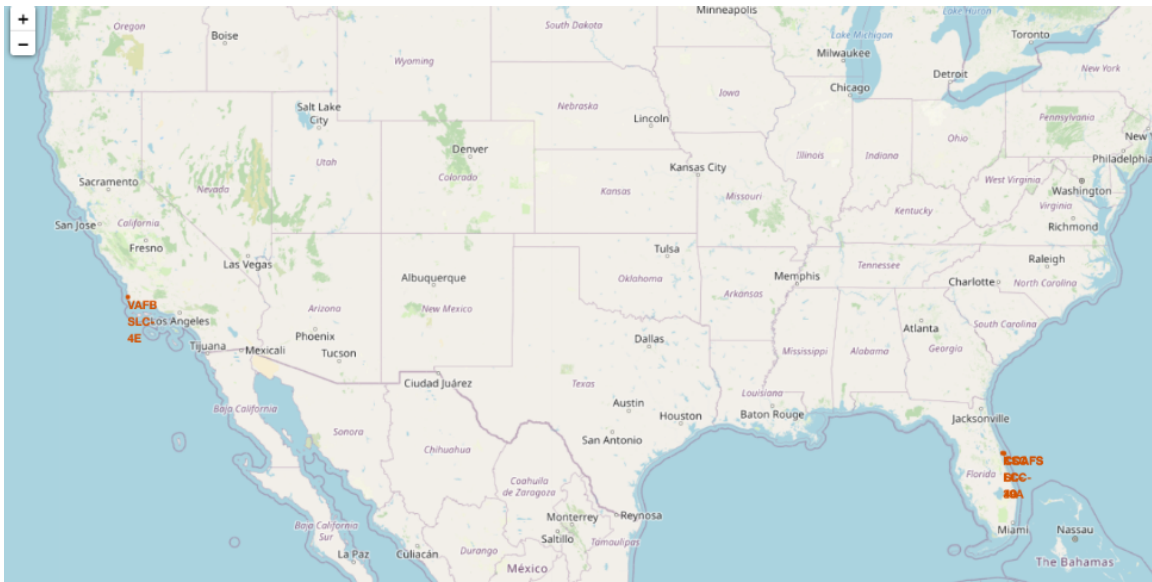 +
−
Minneapolis
Lake Huron
Oregon
Boise
South Dakota
Lake Michigan
Toronto
Milwaukee
Wyoming
Detroit
New York
Chicago
Iowa
Salt Lake
City
Nebraska
Lincoln
Pennsylvania
New
Ohio
Denver
Utah
Illinois
Indiana
Philadelphia
Kansas City
Sacramento
Nevada
Colorado
Kansas
Missouri
West Virginia
Washington
Virginia
San Jose
California
Kentucky
Richmond
Fresno
Las Vegas
Tulsa
Raleigh
Albuquerque
Oklahoma
Memphis
Tennessee
Charlotte
North Carolina
VAFB
SLC-
4E
Los Angeles
Arizona
New Mexico
Arkansas
Phoenix
Atlanta
South Carolina
Tijuana
Mexicali
Tucson
Dallas
Mississippi
Alabama
Georgia
Ciudad Juárez
Texas
Louisiana
Baja California
Austin
Houston
Baton Rouge
Jacksonville
Sonora
San Antonio
Chihuahua
Florida
Coahuila
de Zaragoza
Baja California
Sur
Monterrey
Reynosa
Miami
Nassau
Saltillo
Tamaulipas
La Paz
Culiacán
Durango
México
The Bahamas